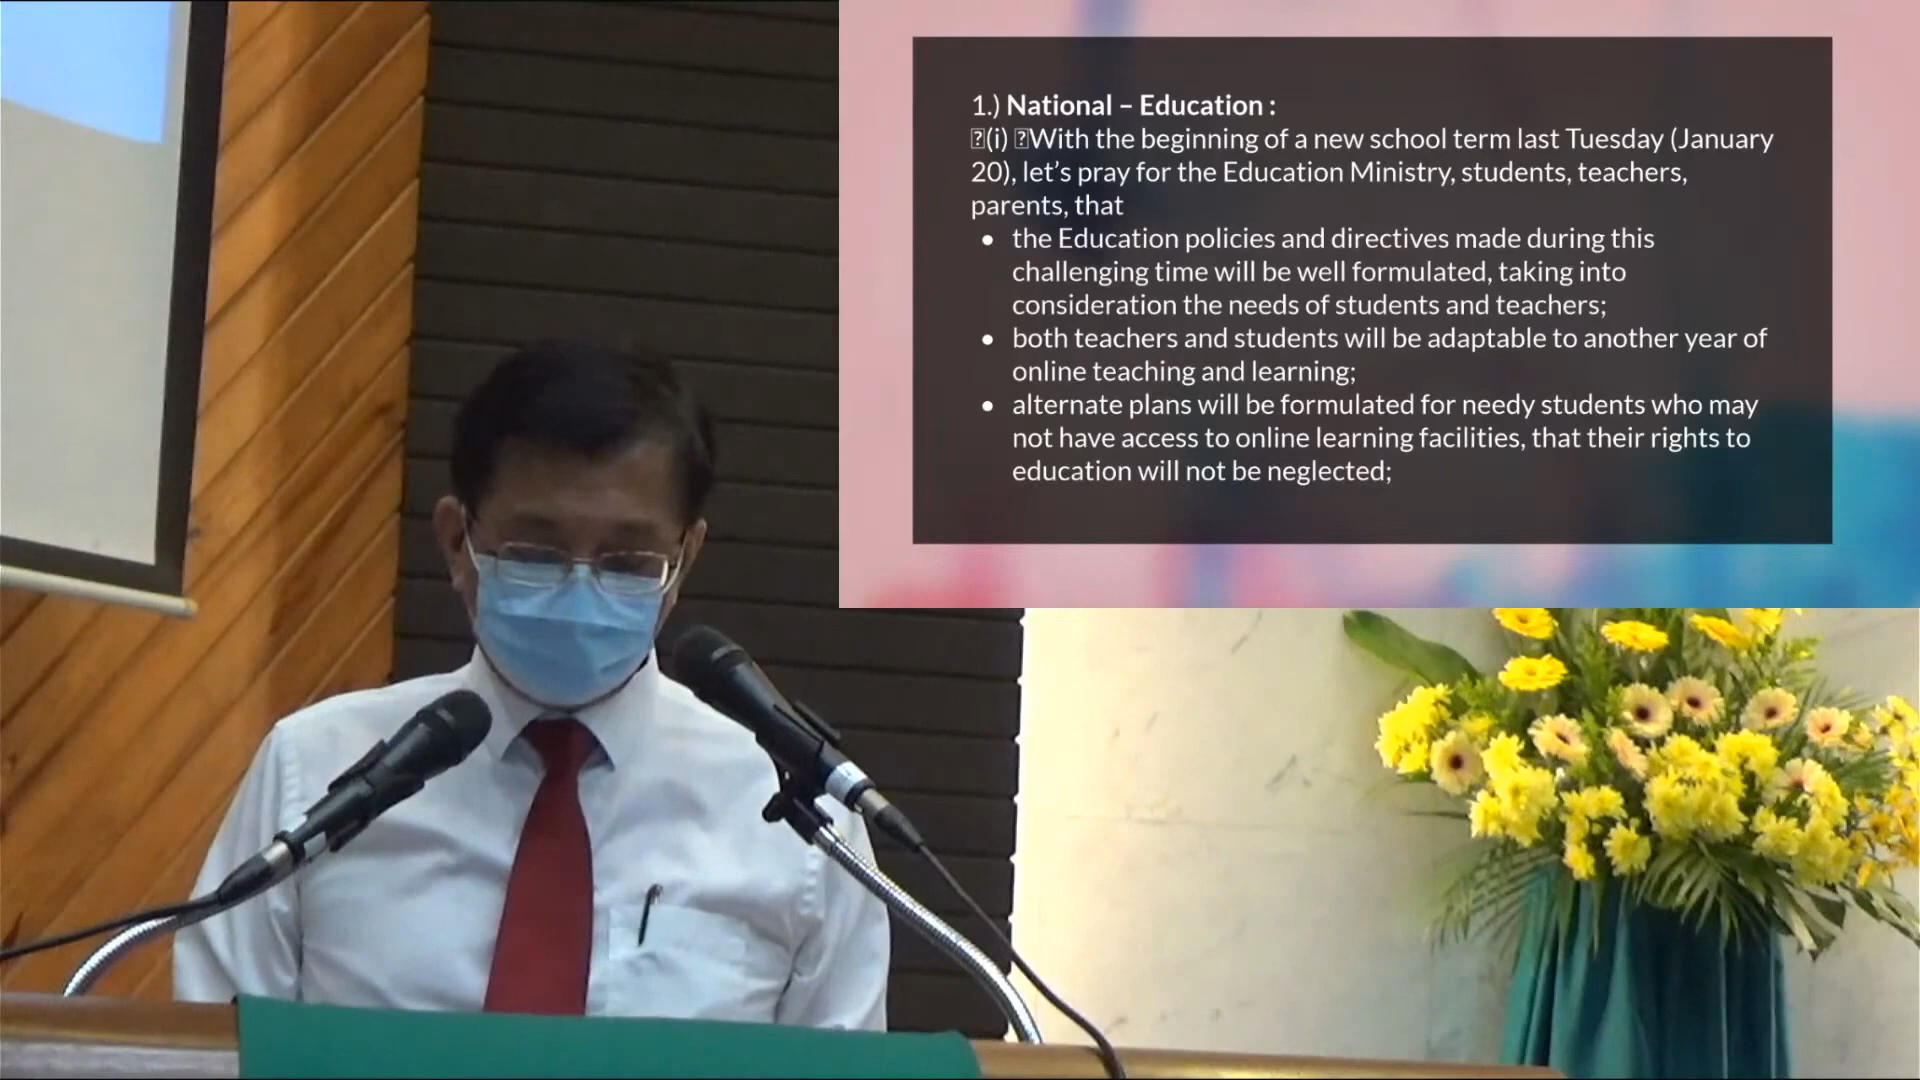 1.) National – Education :
(i) With the beginning of a new school term last Tuesday (January
20), let’s pray for the Education Ministry, students, teachers,
parents, that
• the Education policies and directives made during this
challenging time will be well formulated, taking into
consideration the needs of students and teachers;
• both teachers and students will be adaptable to another year of
online teaching and learning;
• alternate plans will be formulated for needy students who may
not have access to online learning facilities, that their rights to
education will not be neglected;